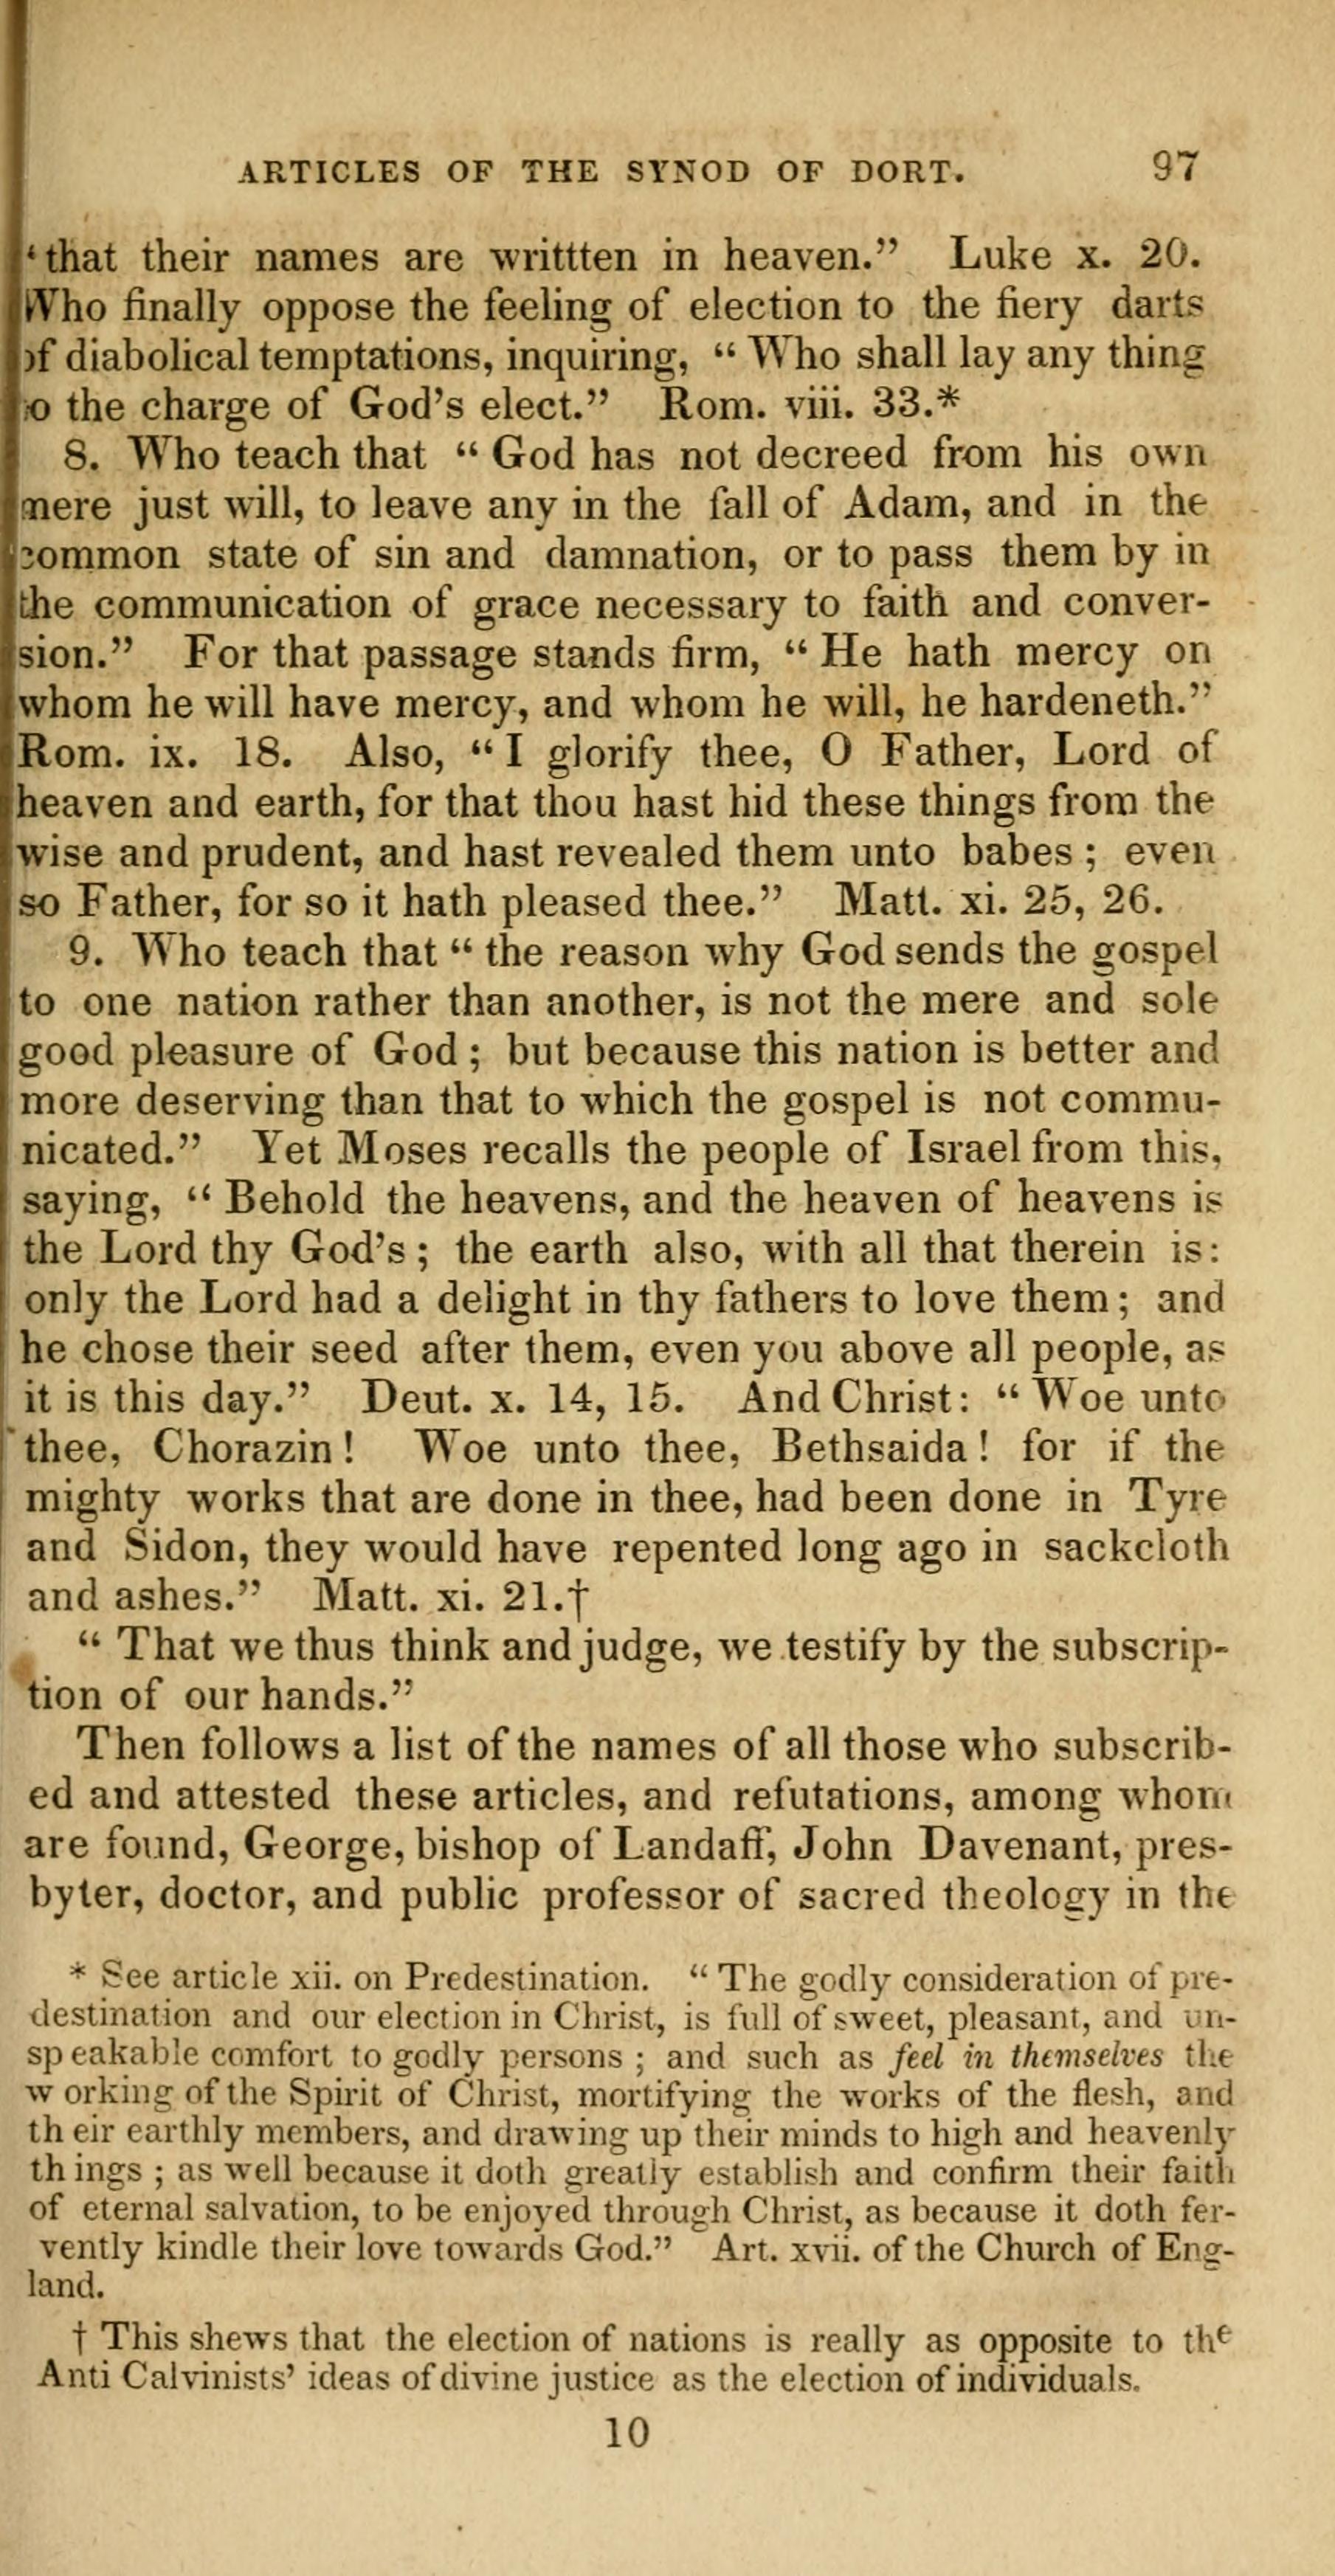 ARTICLES OF THE SYNOD OF DORT. 97
‘that their names are writtten in heaven.” Luke x. 20.
Who finally oppose the feeling of election to the fiery darts
of diabolical temptations, inquiring, “ Who shall lay any thing
to the charge of God’s elect.” Rom. viii. 33.*
8. Who teach that “ God has not decreed from his own
mere just will, to leave any in the fall of Adam, and in the
common state of sin and damnation, or to pass them by in
the communication of grace necessary to faith and conver-
sion.” For that passage stands firm, “ He hath mercy on
whom he will have mercy, and whom he will, he hardeneth.”
Rom. ix. 18. Also, “ I glorify thee, O Father, Lord of
heaven and earth, for that thou hast hid these things from the
wise and prudent, and hast revealed them unto babes ; even
so Father, for so it hath pleased thee.” Matt. xi. 25, 26.
9. Who teach that “ the reason why God sends the gospel
to one nation rather than another, is not the mere and sole
good pleasure of God ; but because this nation is better and
more deserving than that to which the gospel is not commu-
nicated.” Yet Moses recalls the people of Israel from this,
saying, “ Behold the heavens, and the heaven of heavens is
the Lord thy God’s ; the earth also, with all that therein is :
only the Lord had a delight in thy fathers to love them ; and
he chose their seed after them, even you above all people, as
it is this day.” Deut. x. 14, 15. And Christ : “ Woe unto
thee, Chorazin ! Woe unto thee, Bethsaida ! for if the
mighty works that are done in thee, had been done in Tyre
and Sidon, they would have repented long ago in sackcloth
and ashes.” Matt. xi. 21.†
“ That we thus think and judge, we testify by the subscrip-
tion of our hands.”
Then follows a list of the names of all those who subscrib-
ed and attested these articles, and refutations, among whom
are found, George, bishop of Landaff, John Davenant, pres-
byter, doctor, and public professor of sacred theology in the
* See article xii. on Predestination. “ The godly consideration of pre-
destination and our election in Christ, is full of sweet, pleasant, and un-
sp eakable comfort to godly persons ; and such as feel in themselves the
w orking of the Spirit of Christ, mortifying the works of the flesh, and
th eir earthly members, and drawing up their minds to high and heavenly
th ings ; as well because it doth greatly establish and confirm their faith
of eternal salvation, to be enjoyed through Christ, as because it doth fer-
vently kindle their love towards God.” Art. xvii. of the Church of Eng-
land.
† This shews that the election of nations is really as opposite to the
Anti Calvinists’ ideas of divine justice as the election of individuals.
10